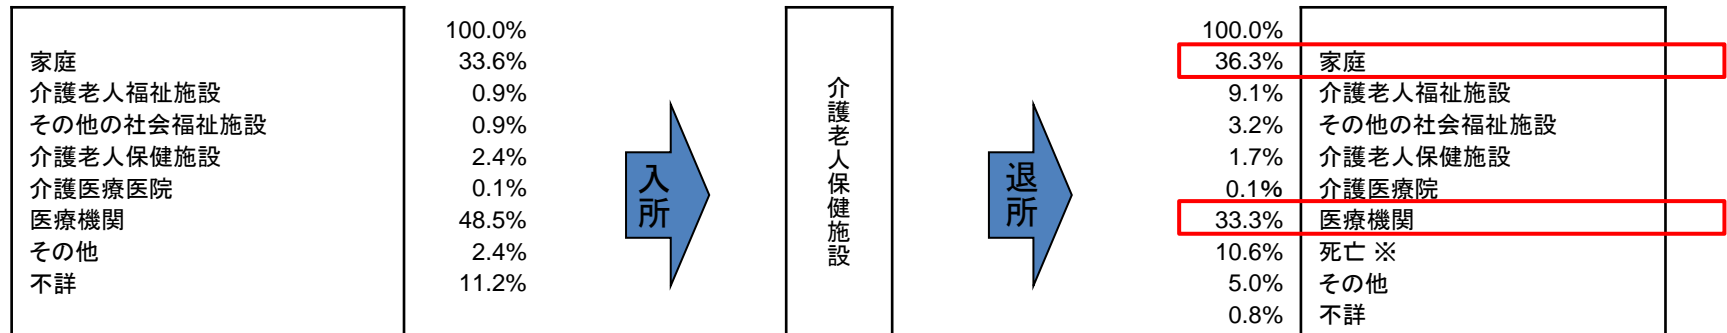 100.0%
家庭 33.6%
介護老人福祉施設 0.9%
その他の社会福祉施設 0.9%
介護老人保健施設 2.4%
介護医療医院 0.1%
医療機関 48.5%
その他 2.4%
不詳 11.2%
入所
介護老人保健施設
退所
100.0%
36.3% 家庭
9.1% 介護老人福祉施設
3.2% その他の社会福祉施設
1.7% 介護老人保健施設
0.1% 介護医療院
33.3% 医療機関
10.6% 死亡 ※
5.0% その他
0.8% 不詳